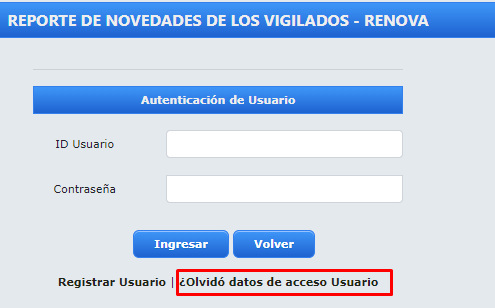 REPORTE DE NOVEDADES DE LOS VIGILADOS - RENOVA
Autenticación de Usuario
ID Usuario
Contraseña
Ingresar Volver
Registrar Usuario | ¿Olvidó datos de acceso Usuario